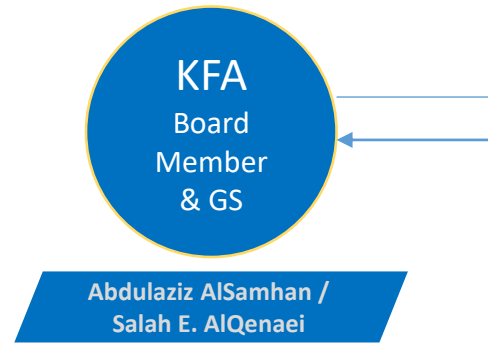 KFA
Board
Member
& GS
Abdulaziz AlSamhan /
Salah E. AlQenaei